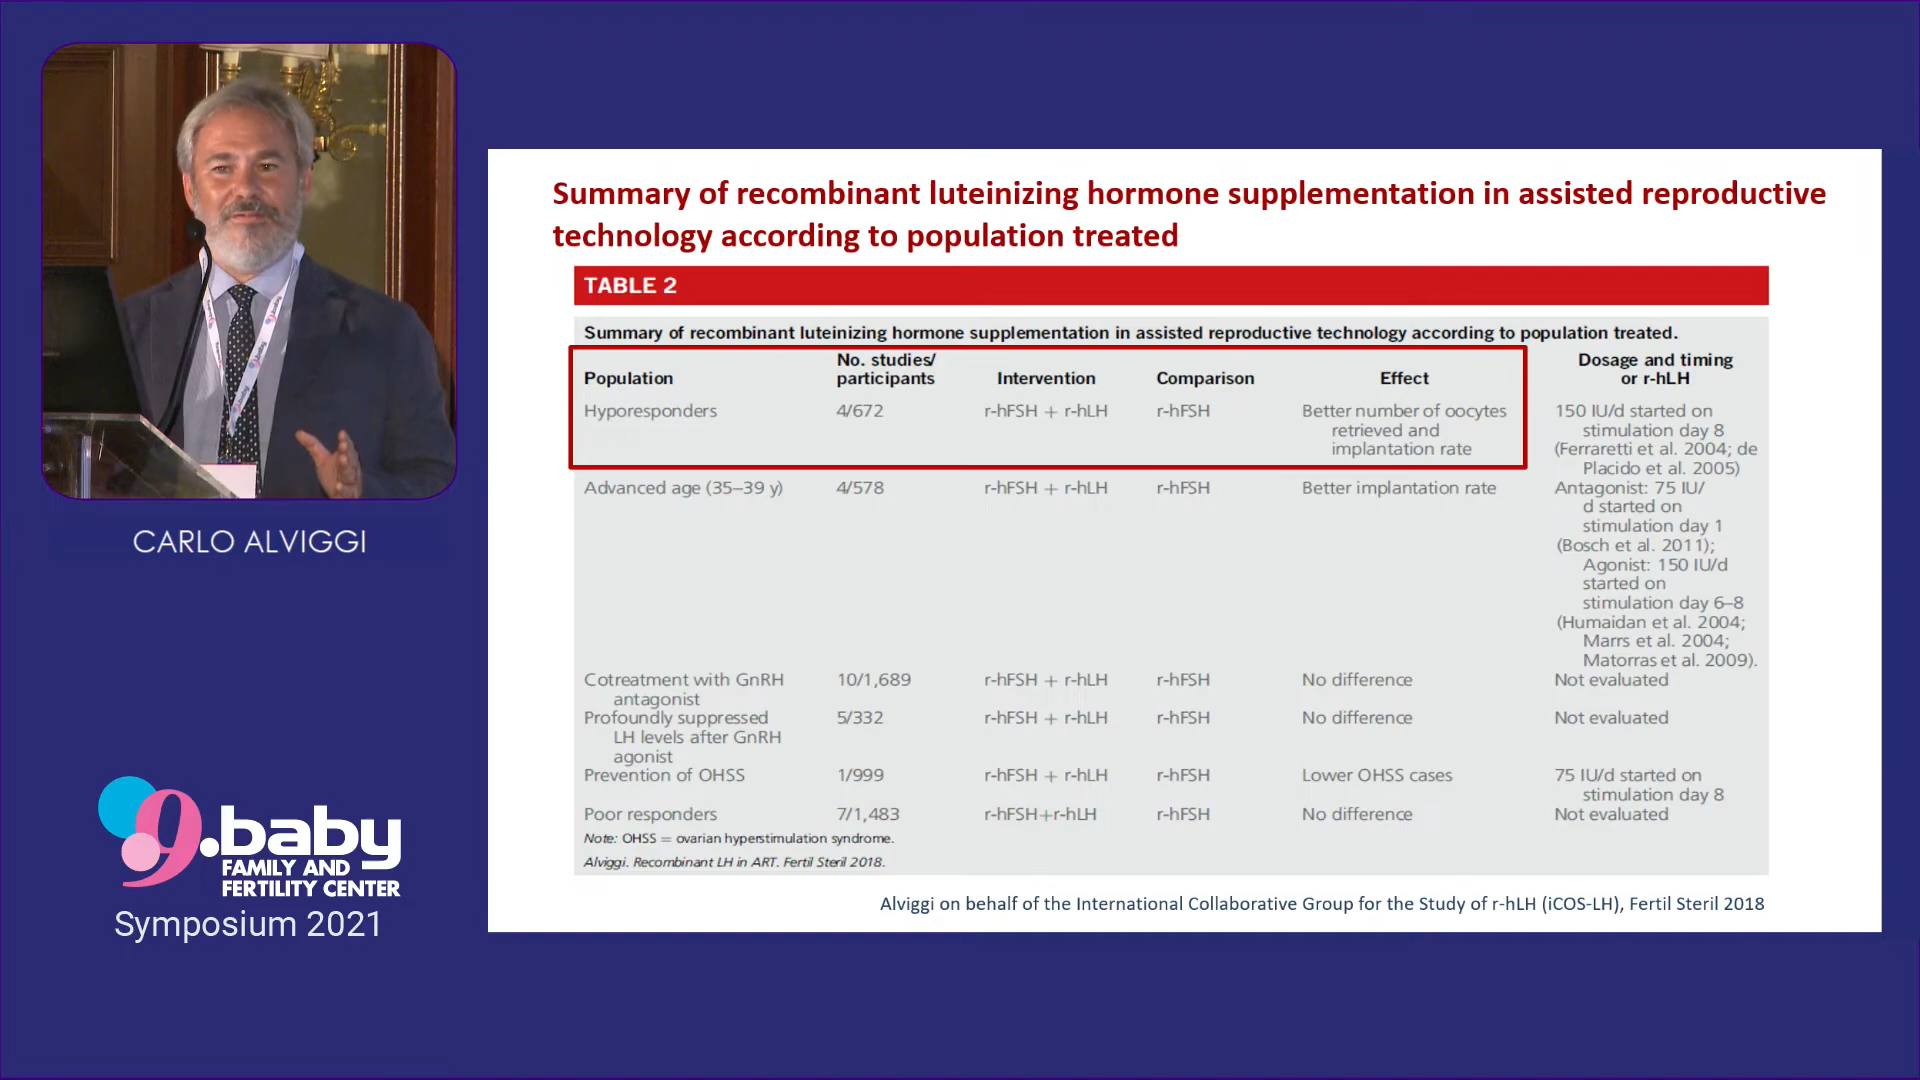 CARLO ALVIGGI
9.baby
FAMILY AND
FERTILITY CENTER
Symposium 2021
Summary of recombinant luteinizing hormone supplementation in assisted reproductive
technology according to population treated
TABLE 2
Summary of recombinant luteinizing hormone supplementation in assisted reproductive technology according to population treated.
Population No. studies/ participants Intervention Comparison Effect Dosage and timing or r-hLH
Hyporesponders 4/672 r-hFSH + r-hLH r-hFSH Better number of oocytes 150 IU/d started on
retrieved and stimulation day 8
implantation rate (Ferraretti et al. 2004; de
Placido et al. 2005)
Advanced age (35–39 y) 4/578 r-hFSH + r-hLH r-hFSH Better implantation rate Antagonist: 75 IU/
d started on
stimulation day 1
(Bosch et al. 2011);
Agonist: 150 IU/d
started on
stimulation day 6–8
(Humaidan et al. 2004;
Marrs et al. 2004;
Matorras et al. 2009).
Cotreatment with GnRH 10/1,689 r-hFSH + r-hLH r-hFSH No difference Not evaluated
antagonist
Profoundly suppressed 5/332 r-hFSH + r-hLH r-hFSH No difference Not evaluated
LH levels after GnRH
agonist
Prevention of OHSS 1/999 r-hFSH + r-hLH r-hFSH Lower OHSS cases 75 IU/d started on
stimulation day 8
Poor responders 7/1,483 r-hFSH+r-hLH r-hFSH No difference Not evaluated
Note: OHSS = ovarian hyperstimulation syndrome.
Alviggi. Recombinant LH in ART. Fertil Steril 2018.
Alviggi on behalf of the International Collaborative Group for the Study of r-hLH (iCOS-LH), Fertil Steril 2018